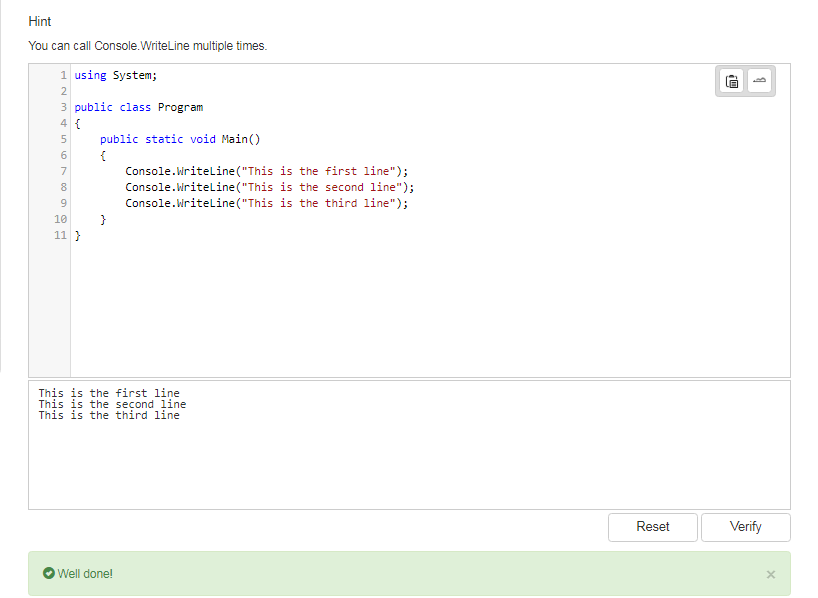 Hint
You can call Console.WriteLine multiple times.
1 using System;
2
3 public class Program
4 {
5     public static void Main()
6     {
7         Console.WriteLine("This is the first line");
8         Console.WriteLine("This is the second line");
9         Console.WriteLine("This is the third line");
10     }
11 }
This is the first line
This is the second line
This is the third line
Reset Verify
Well done! ×